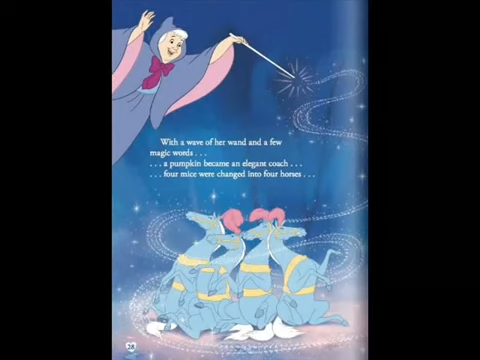 With a wave of her wand and a few
magic words . . .
. . . a pumpkin became an elegant coach . . .
. . . four mice were changed into four horses . . .
28